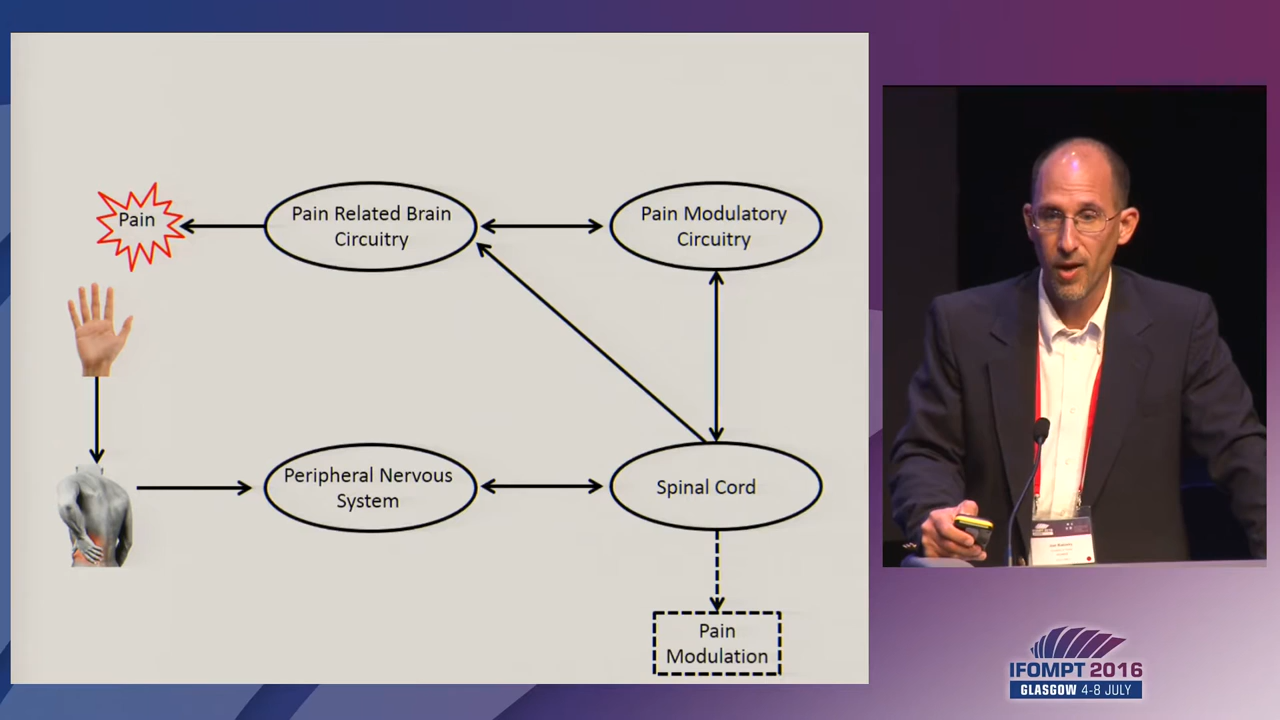 Pain
Pain Related Brain
Circuitry
Pain Modulatory
Circuitry
Peripheral Nervous
System
Spinal Cord
Pain
Modulation
IFOMPT 2016
GLASGOW 4-8 JULY